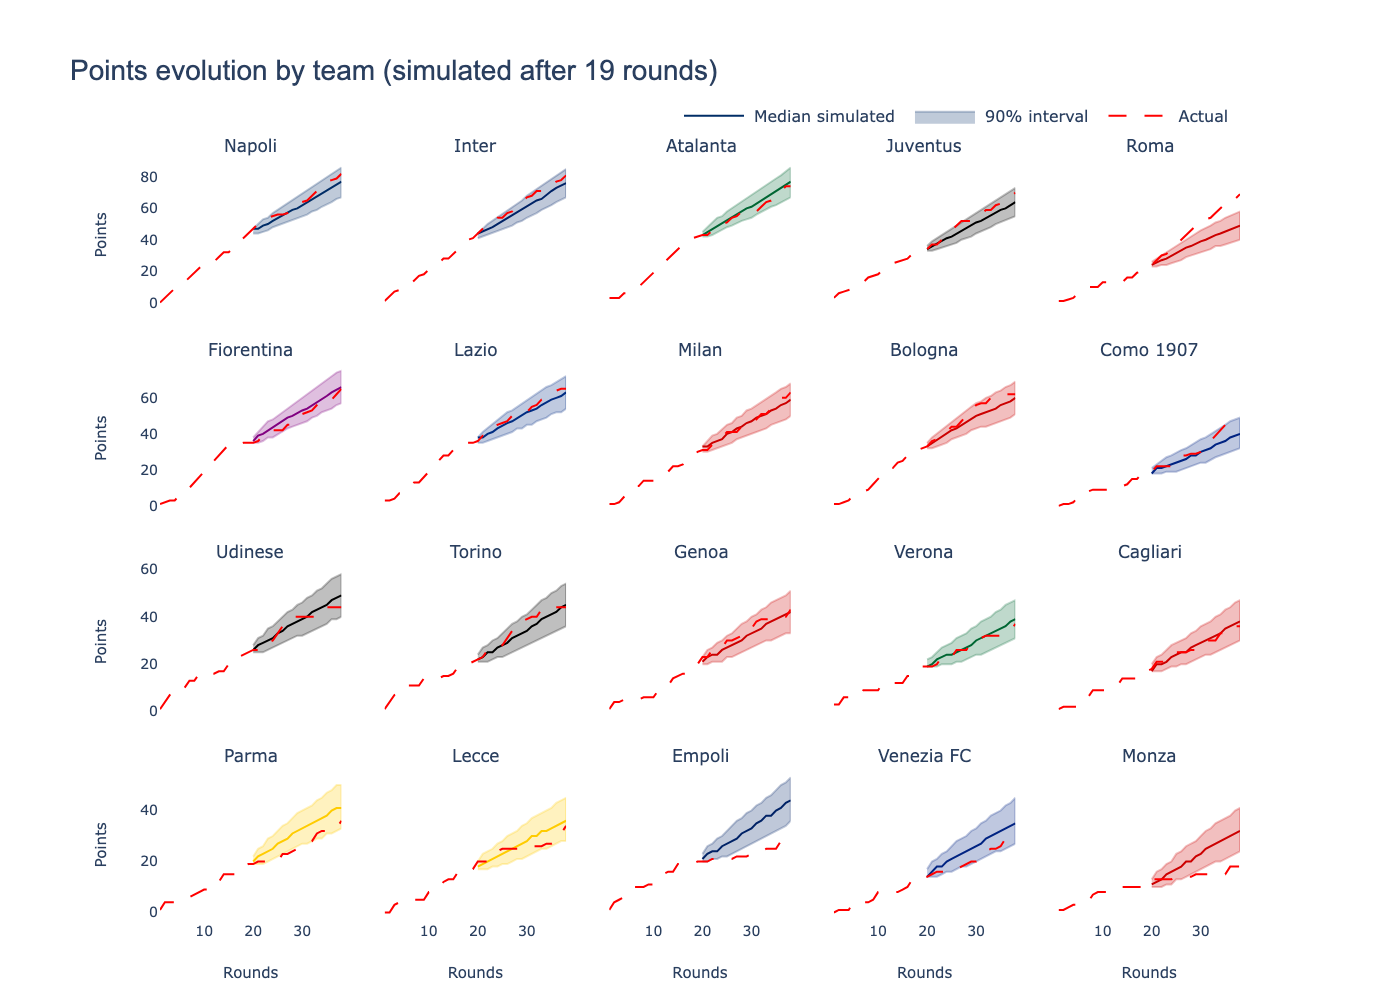 Points evolution by team (simulated after 19 rounds)
Median simulated 90% interval Actual
Napoli Inter Atalanta Juventus Roma
80
60
40
20
0
Points
Fiorentina Lazio Milan Bologna Como 1907
60
40
20
0
Points
Udinese Torino Genoa Verona Cagliari
60
40
20
0
Points
Parma Lecce Empoli Venezia FC Monza
40
20
0
Points
10 20 30 10 20 30 10 20 30 10 20 30 10 20 30
Rounds Rounds Rounds Rounds Rounds